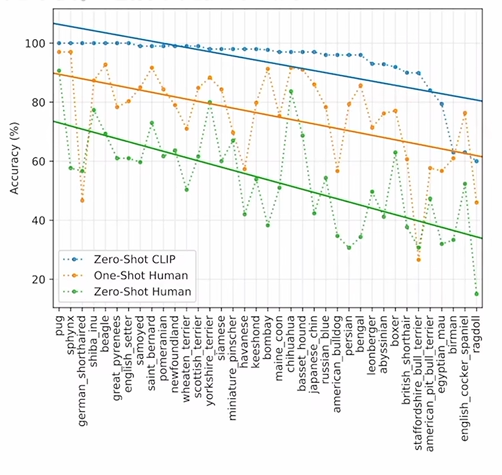 Accuracy (%)
100
80
60
40
20
Zero-Shot CLIP
One-Shot Human
Zero-Shot Human
pug
sphynx
german_shorthaired
shiba_inu
beagle
great_pyrenees
english_setter
samoyed
saint_bernard
pomeranian
newfoundland
wheaten_terrier
scottish_terrier
yorkshire_terrier
siamese
miniature_pinscher
havanese
keeshond
bombay
maine_coon
chihuahua
basset_hound
japanese_chin
russian_blue
american_bulldog
persian
bengal
leonberger
abyssinian
boxer
british_shorthair
staffordshire_bull_terrier
american_pit_bull_terrier
egyptian_mau
birman
english_cocker_spaniel
ragdoll